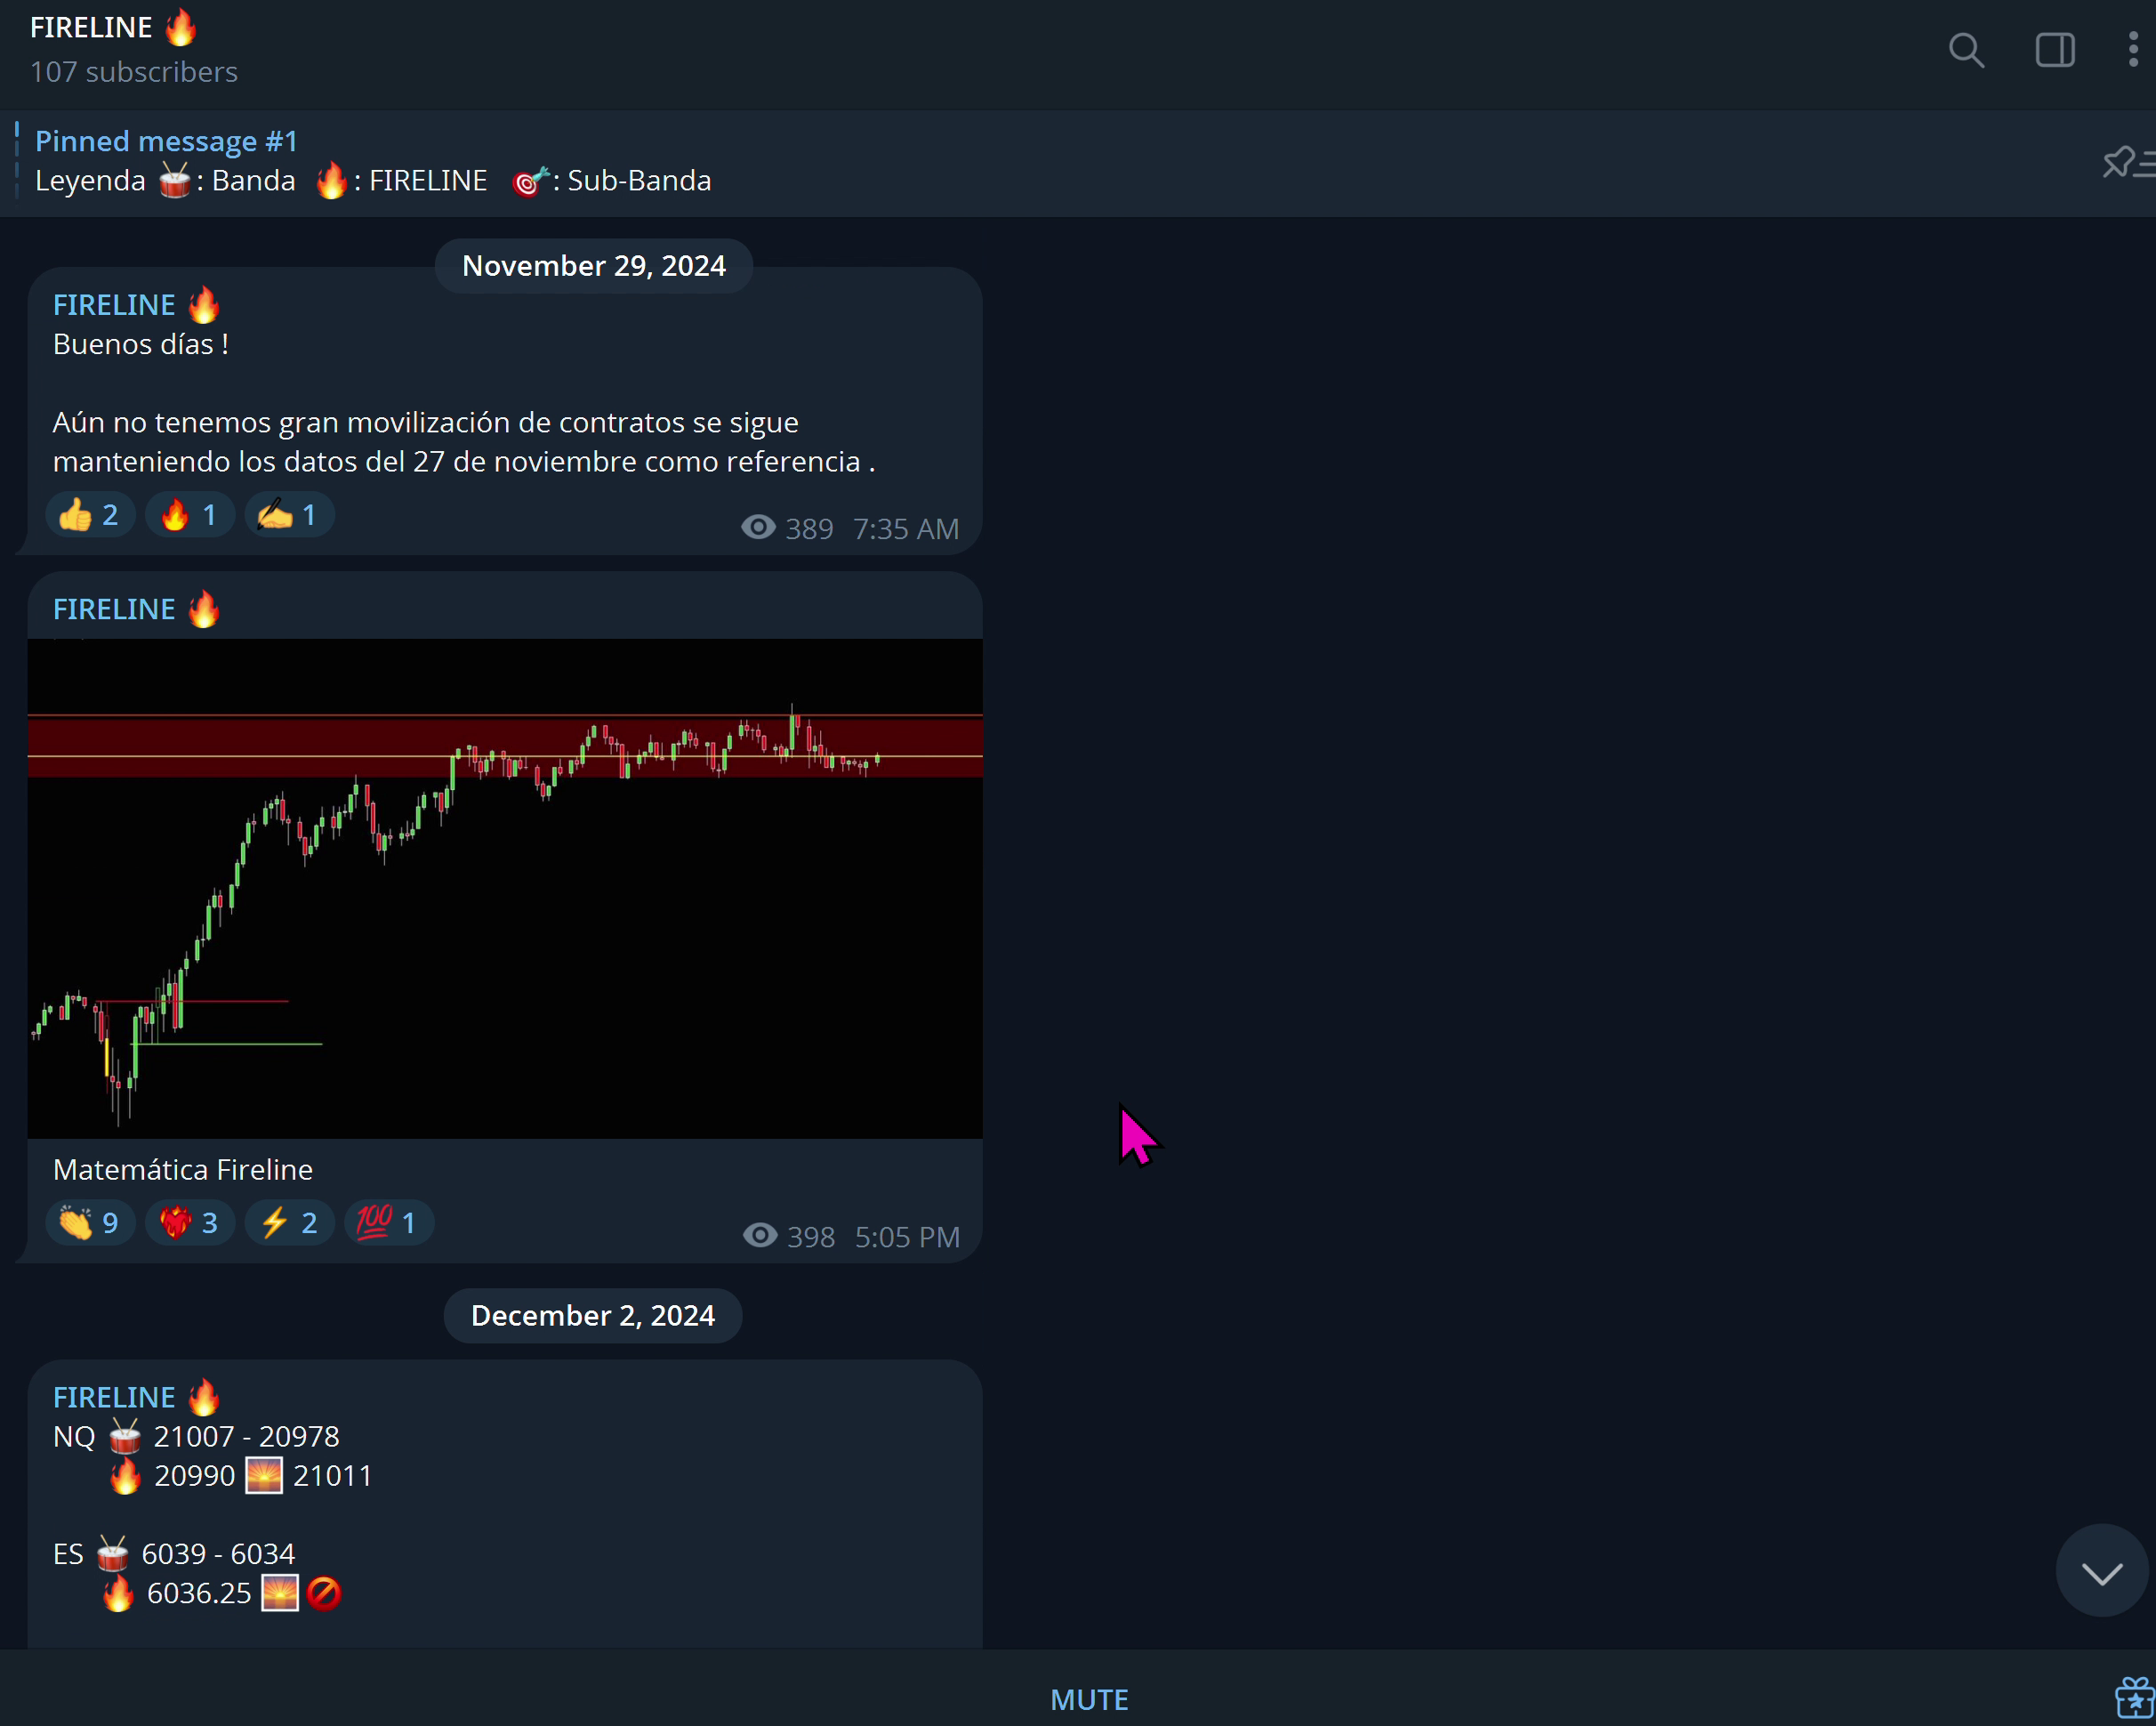 FIRELINE 🔥
107 subscribers
Pinned message #1
Leyenda 🥁: Banda 🔥: FIRELINE 🎯: Sub-Banda
November 29, 2024
FIRELINE 🔥
Buenos días !
Aún no tenemos gran movilización de contratos se sigue
manteniendo los datos del 27 de noviembre como referencia .
👍 2 🔥 1 ✍️ 1 389 7:35 AM
FIRELINE 🔥
Matemática Fireline
👏 9 ❤️‍🔥 3 ⚡ 2 💯 1 398 5:05 PM
December 2, 2024
FIRELINE 🔥
NQ 🥁 21007 - 20978
🔥 20990 🌅 21011
ES 🥁 6039 - 6034
🔥 6036.25 🌅🚫
MUTE